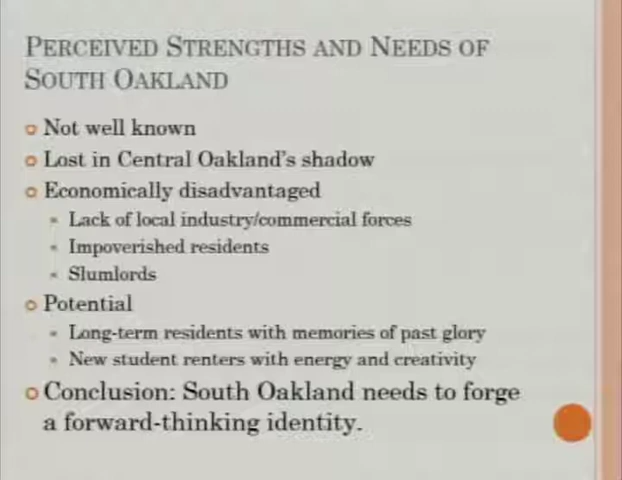 PERCEIVED STRENGTHS AND NEEDS OF
SOUTH OAKLAND
Not well known
Lost in Central Oakland's shadow
Economically disadvantaged
Lack of local industry/commercial forces
Impoverished residents
Slumlords
Potential
Long-term residents with memories of past glory
New student renters with energy and creativity
Conclusion: South Oakland needs to forge
a forward-thinking identity.